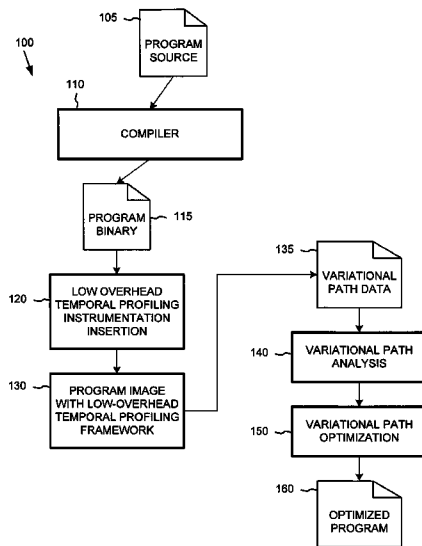 105
PROGRAM
SOURCE
100
110
COMPILER
PROGRAM
BINARY
115
120
LOW OVERHEAD
TEMPORAL PROFILING
INSTRUMENTATION
INSERTION
130
PROGRAM IMAGE
WITH LOW-OVERHEAD
TEMPORAL PROFILING
FRAMEWORK
135
VARIATIONAL
PATH DATA
140
VARIATIONAL PATH
ANALYSIS
150
VARIATIONAL PATH
OPTIMIZATION
160
OPTIMIZED
PROGRAM